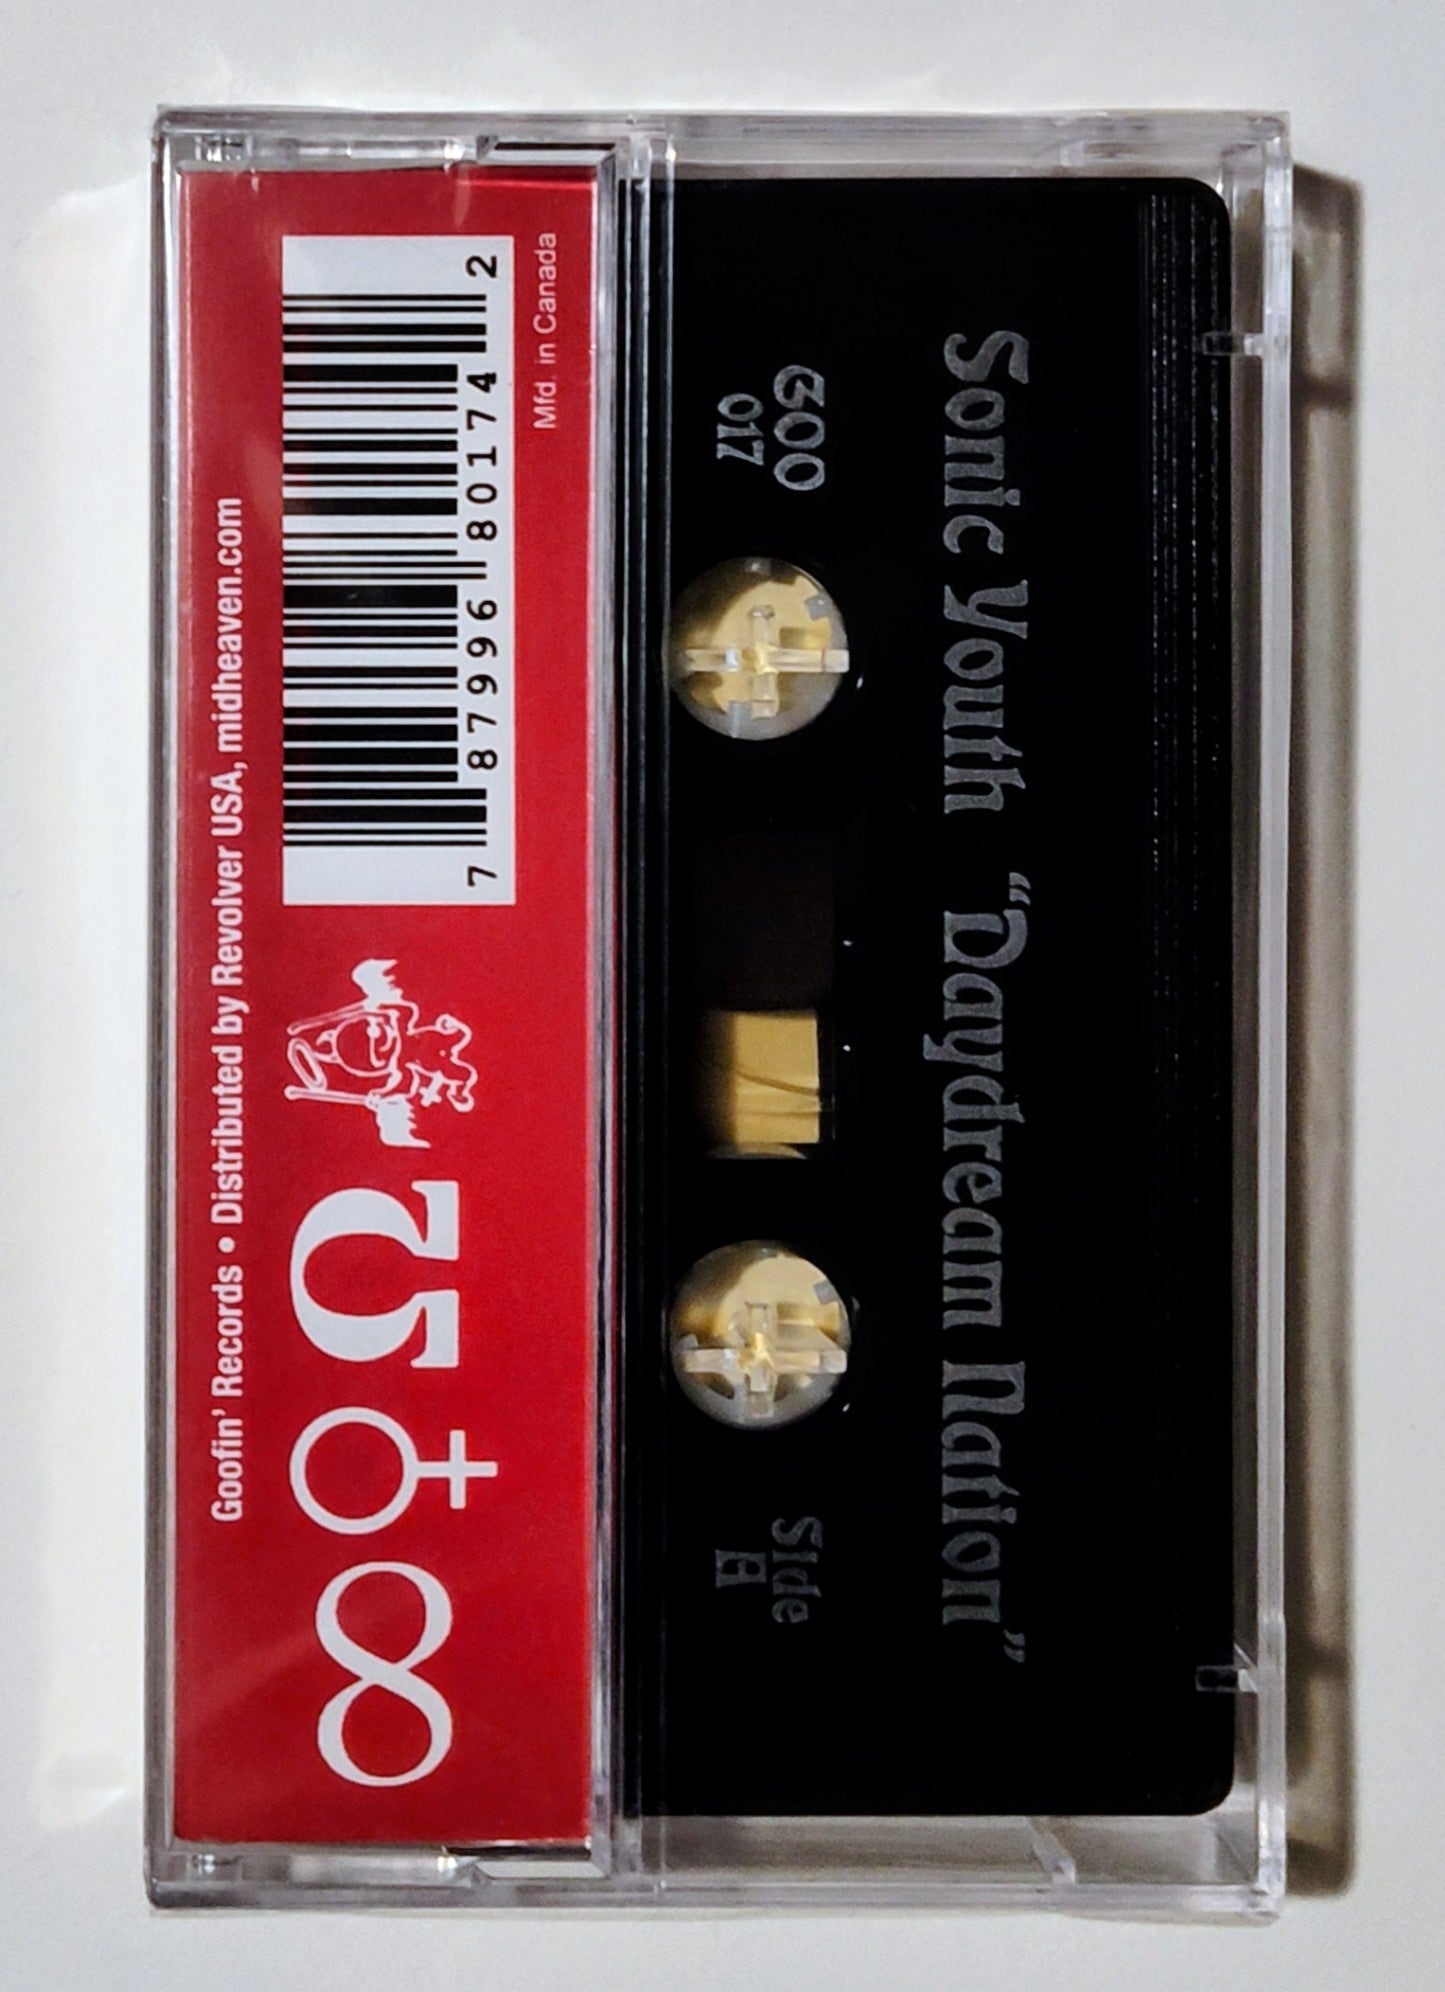 Goofin' Records • Distributed by Revolver USA, midheaven.com
7 87996 80174 2
Mfd. in Canada
℧ ♀ ∞
Sonic Youth "Daydream Nation"
GOO
017
Side
A